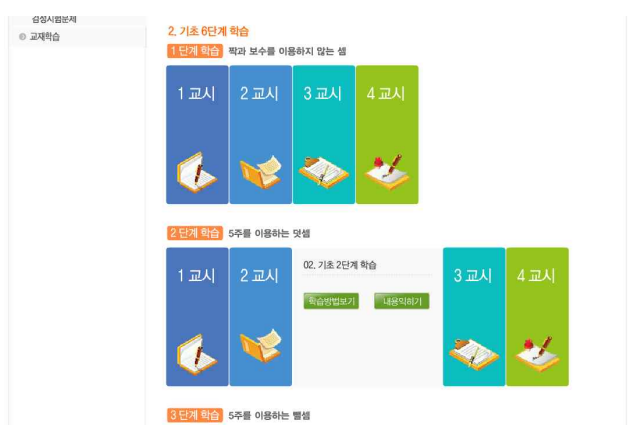 검정시험문제
교재학습
2. 기초 6단계 학습
1 단계 학습 짝과 보수를 이용하지 않는 셈
1 교시
2 교시
3 교시
4 교시
2 단계 학습 5주를 이용하는 덧셈
1 교시
2 교시
02. 기초 2단계 학습
학습방법보기
내용익히기
3 교시
4 교시
3 단계 학습 5주를 이용하는 뺄셈